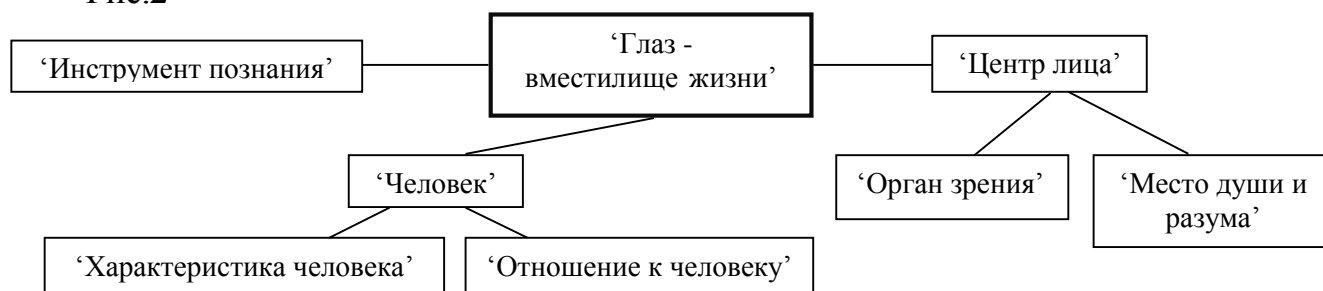 Рис.2
‘Глаз -
вместилище жизни’
‘Инструмент познания’
‘Центр лица’
‘Человек’
‘Орган зрения’
‘Место души и
разума’
‘Характеристика человека’
‘Отношение к человеку’